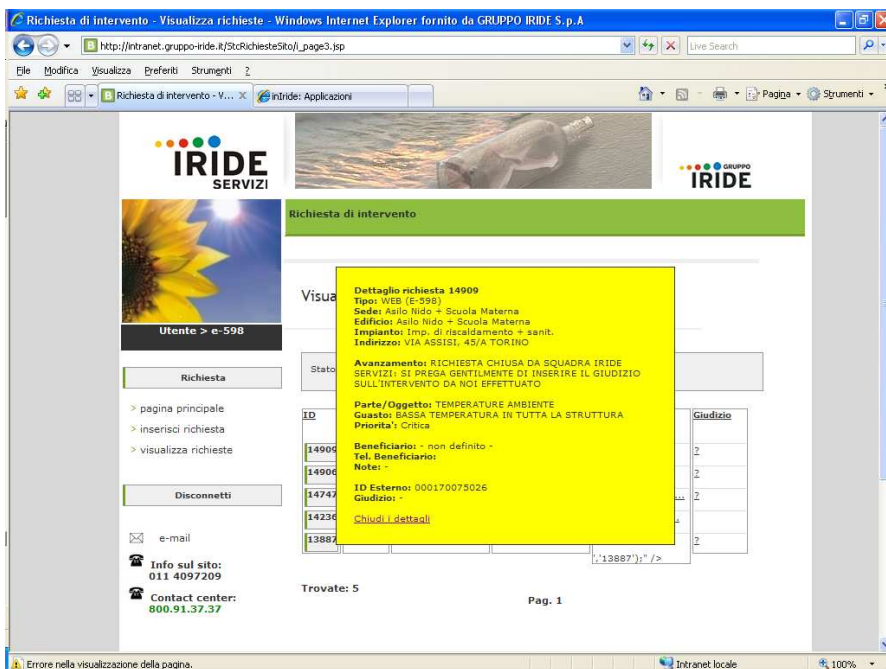 Richiesta di intervento - Visualizza richieste - Windows Internet Explorer fornito da GRUPPO IRIDE S.p.A
http://intranet.gruppo-iride.it/StcRichiesteSito/i_page3.jsp
Live Search
File Modifica Visualizza Preferiti Strumenti ?
Richiesta di intervento - V... inIride: Applicazioni
Pagina Strumenti
IRIDE
SERVIZI
GRUPPO
IRIDE
Richiesta di intervento
Utente > e-598
Richiesta
> pagina principale
> inserisci richiesta
> visualizza richieste
Disconnetti
e-mail
Info sul sito:
011 4097209
Contact center:
800.91.37.37
Visua
Stato
Dettaglio richiesta 14909
Tipo: WEB (E-598)
Sede: Asilo Nido + Scuola Materna
Edificio: Asilo Nido + Scuola Materna
Impianto: Imp. di riscaldamento + sanit.
Indirizzo: VIA ASSISI, 45/A TORINO
Avanzamento: RICHIESTA CHIUSA DA SQUADRA IRIDE
SERVIZI: SI PREGA GENTILMENTE DI INSERIRE IL GIUDIZIO
SULL'INTERVENTO DA NOI EFFETTUATO
Parte/Oggetto: TEMPERATURE AMBIENTE
Guasto: BASSA TEMPERATURA IN TUTTA LA STRUTTURA
Priorita': Critica
Beneficiario: - non definito -
Tel. Beneficiario:
Note: -
ID Esterno: 000170075026
Giudizio: -
Chiudi i dettagli
ID Giudizio
14909 ?
14906 ?
14747 ... ?
14236
13887 ?
','13887');" />
Trovate: 5
Pag. 1
Errore nella visualizzazione della pagina. Intranet locale 100%